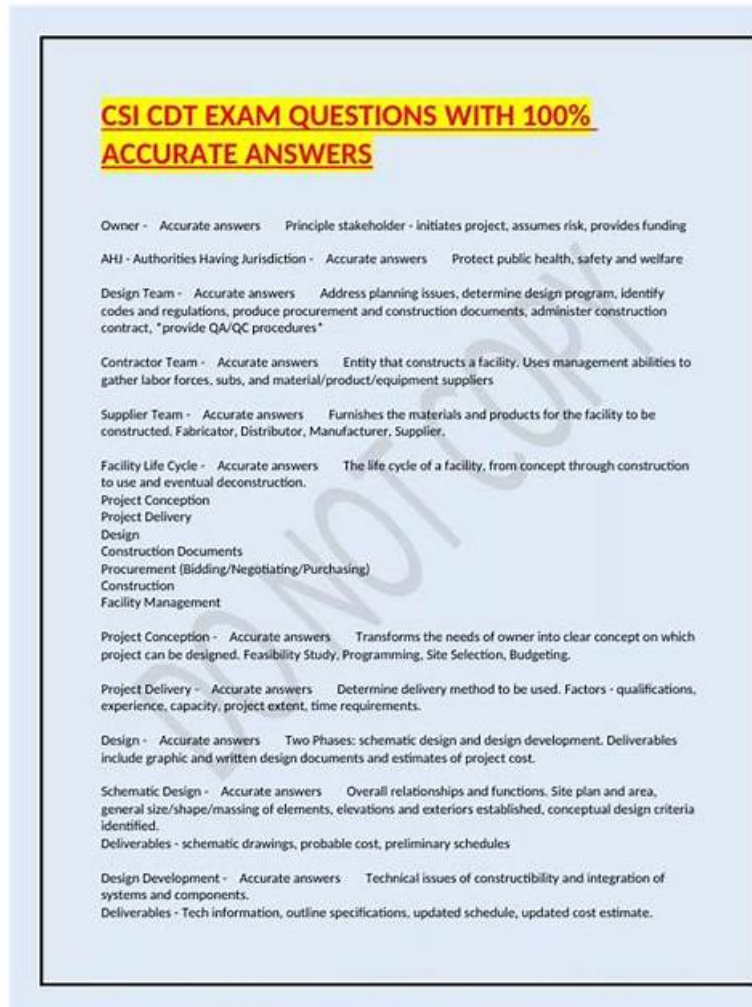 CSI CDT EXAM QUESTIONS WITH 100%
ACCURATE ANSWERS
Owner - Accurate answers Principle stakeholder - initiates project, assumes risk, provides funding
AHJ - Authorities Having Jurisdiction - Accurate answers Protect public health, safety and welfare
Design Team - Accurate answers Address planning issues, determine design program, identify
codes and regulations, produce procurement and construction documents, administer construction
contract, *provide QA/QC procedures*
Contractor Team - Accurate answers Entity that constructs a facility. Uses management abilities to
gather labor forces, subs, and material/product/equipment suppliers
Supplier Team - Accurate answers Furnishes the materials and products for the facility to be
constructed. Fabricator, Distributor, Manufacturer, Supplier.
Facility Life Cycle - Accurate answers The life cycle of a facility, from concept through construction
to use and eventual deconstruction.
Project Conception
Project Delivery
Design
Construction Documents
Procurement (Bidding/Negotiating/Purchasing)
Construction
Facility Management
Project Conception - Accurate answers Transforms the needs of owner into clear concept on which
project can be designed. Feasibility Study, Programming, Site Selection, Budgeting.
Project Delivery - Accurate answers Determine delivery method to be used. Factors - qualifications,
experience, capacity, project extent, time requirements.
Design - Accurate answers Two Phases: schematic design and design development. Deliverables
include graphic and written design documents and estimates of project cost.
Schematic Design - Accurate answers Overall relationships and functions. Site plan and area,
general size/shape/massing of elements, elevations and exteriors established, conceptual design criteria
identified.
Deliverables - schematic drawings, probable cost, preliminary schedules
Design Development - Accurate answers Technical issues of constructibility and integration of
systems and components.
Deliverables - Tech information, outline specifications, updated schedule, updated cost estimate.
DO NOT COPY